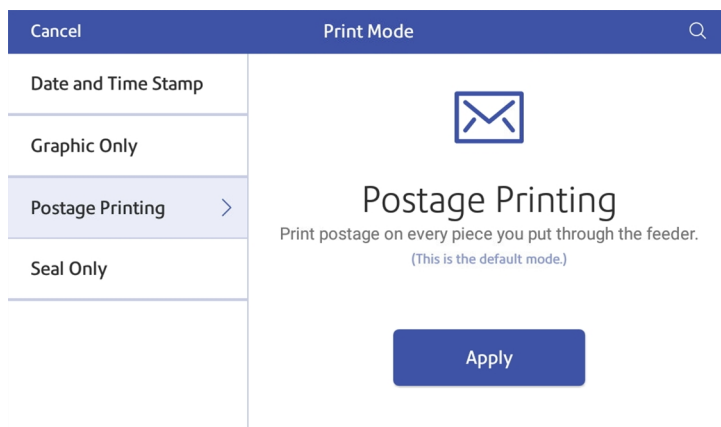 Cancel
Print Mode
Date and Time Stamp
Graphic Only
Postage Printing
Seal Only
Postage Printing
Print postage on every piece you put through the feeder.
(This is the default mode.)
Apply